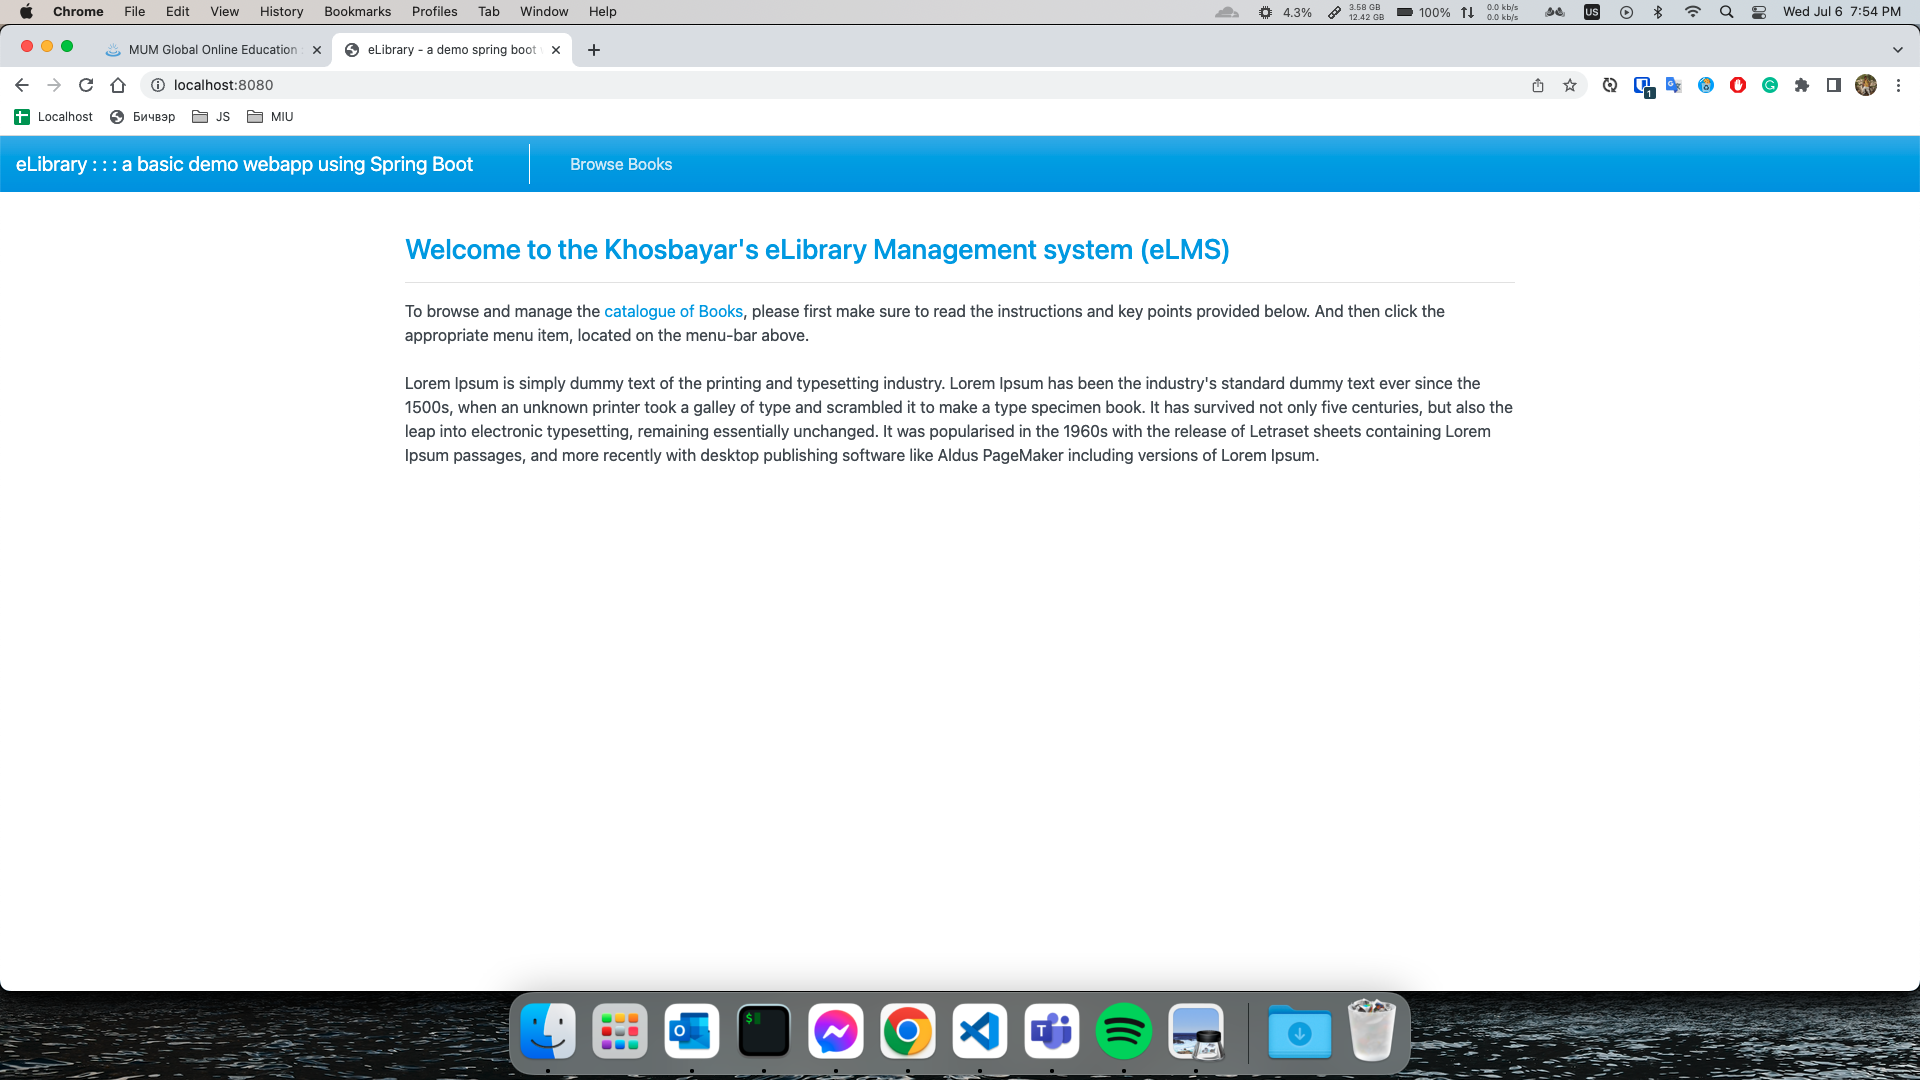 Chrome File Edit View History Bookmarks Profiles Tab Window Help 4.3% 3.58 GB 12.42 GB 100% 0.0 kb/s 0.0 kb/s US Wed Jul 6 7:54 PM
MUM Global Online Education eLibrary - a demo spring boot
localhost:8080 1
Localhost Бичвэр JS MIU
eLibrary : : : a basic demo webapp using Spring Boot Browse Books
Welcome to the Khosbayar's eLibrary Management system (eLMS)
To browse and manage the catalogue of Books, please first make sure to read the instructions and key points provided below. And then click the
appropriate menu item, located on the menu-bar above.
Lorem Ipsum is simply dummy text of the printing and typesetting industry. Lorem Ipsum has been the industry's standard dummy text ever since the
1500s, when an unknown printer took a galley of type and scrambled it to make a type specimen book. It has survived not only five centuries, but also the
leap into electronic typesetting, remaining essentially unchanged. It was popularised in the 1960s with the release of Letraset sheets containing Lorem
Ipsum passages, and more recently with desktop publishing software like Aldus PageMaker including versions of Lorem Ipsum.